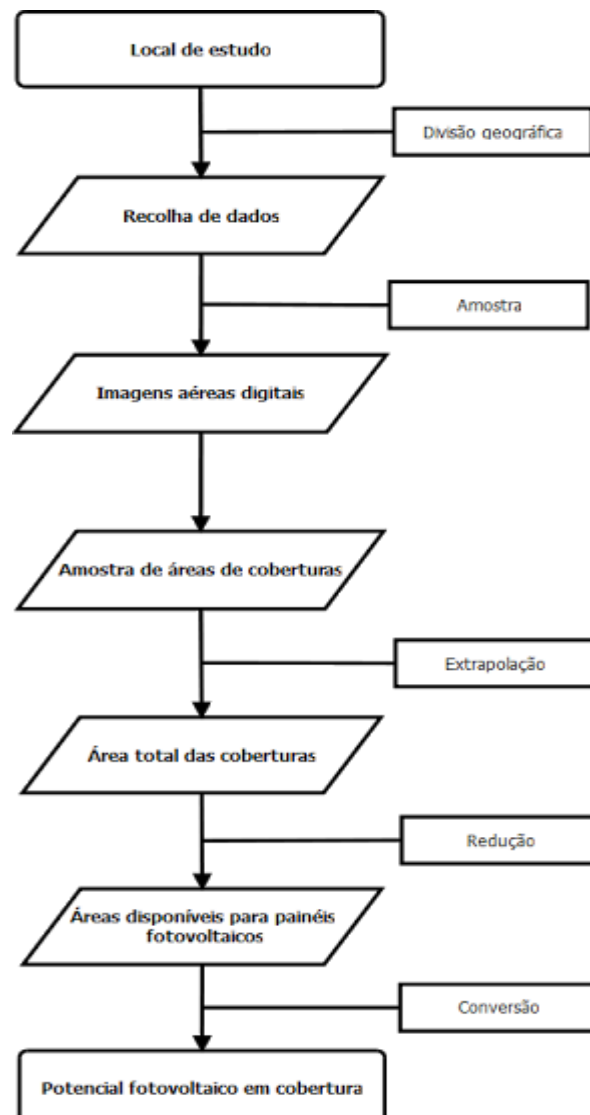 Local de estudo
Divisão geográfica
Recolha de dados
Amostra
Imagens aéreas digitais
Amostra de áreas de coberturas
Extrapolação
Área total das coberturas
Redução
Áreas disponíveis para painéis
fotovoltaicos
Conversão
Potencial fotovoltaico em cobertura